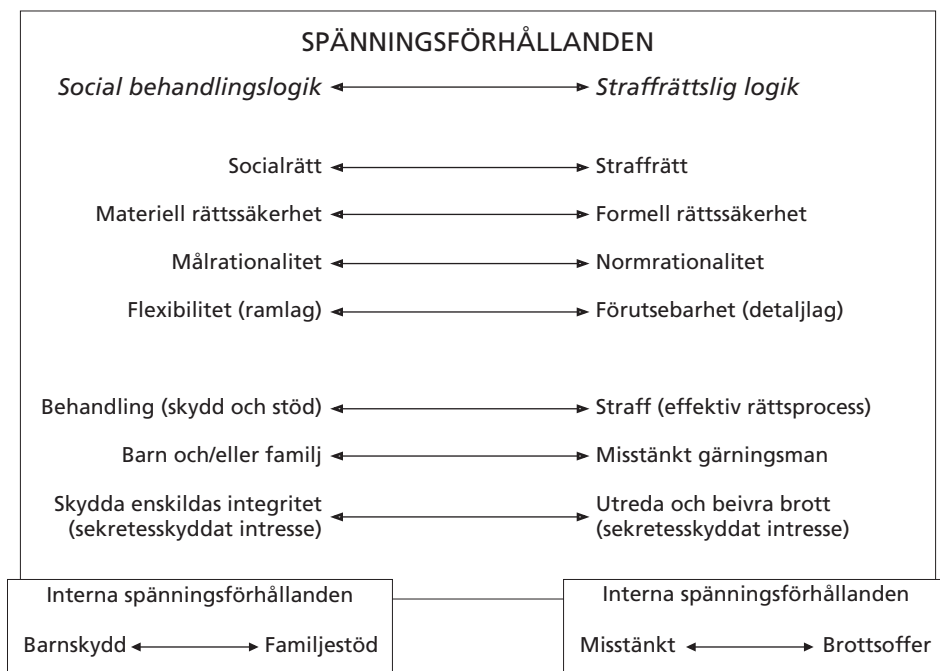 SPÄNNINGSFÖRHÅLLANDEN
Social behandlingslogik Straffrättslig logik
Socialrätt Straffrätt
Materiell rättssäkerhet Formell rättssäkerhet
Målrationalitet Normrationalitet
Flexibilitet (ramlag) Förutsebarhet (detaljlag)
Behandling (skydd och stöd) Straff (effektiv rättsprocess)
Barn och/eller familj Misstänkt gärningsman
Skydda enskildas integritet Utreda och beivra brott
(sekretesskyddat intresse) (sekretesskyddat intresse)
Interna spänningsförhållanden Interna spänningsförhållanden
Barnskydd Familjestöd Misstänkt Brottsoffer